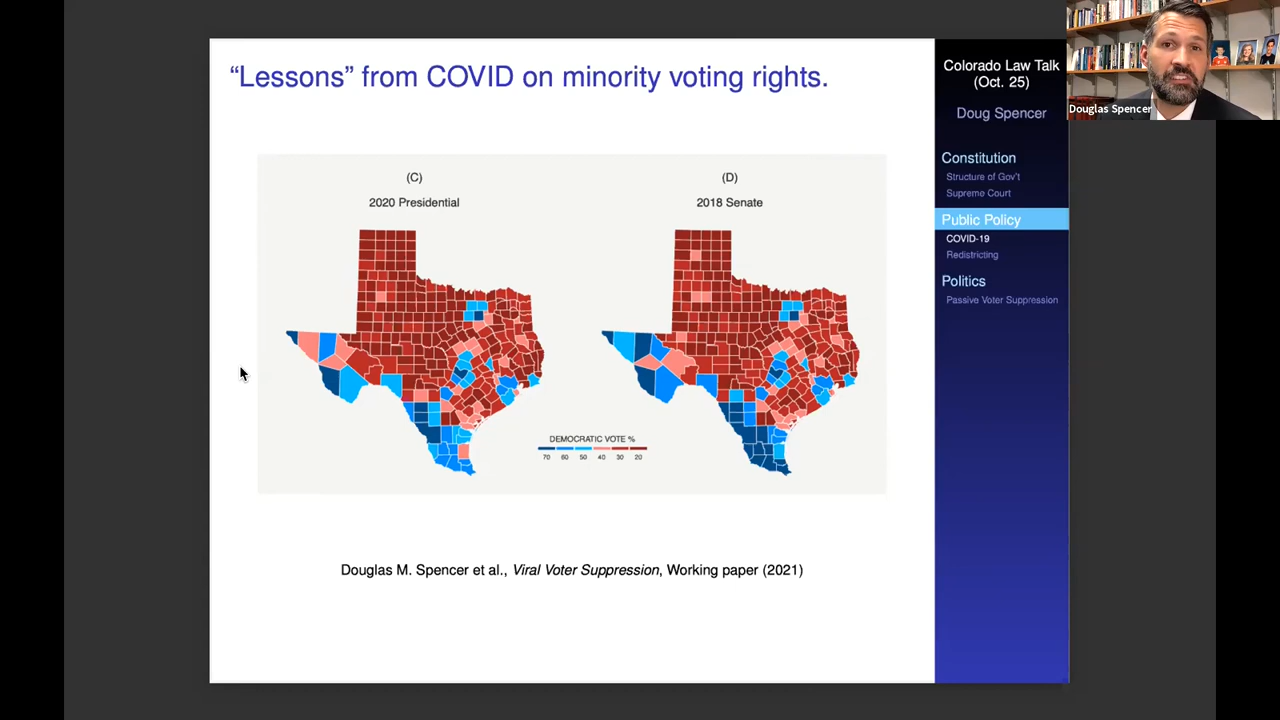 “Lessons” from COVID on minority voting rights.
(C)
2020 Presidential
(D)
2018 Senate
DEMOCRATIC VOTE %
70 60 50 40 30 20
Douglas M. Spencer et al., Viral Voter Suppression, Working paper (2021)
Colorado Law Talk
(Oct. 25)
Doug Spencer
Constitution
Structure of Gov't
Supreme Court
Public Policy
COVID-19
Redistricting
Politics
Passive Voter Suppression
Douglas Spencer